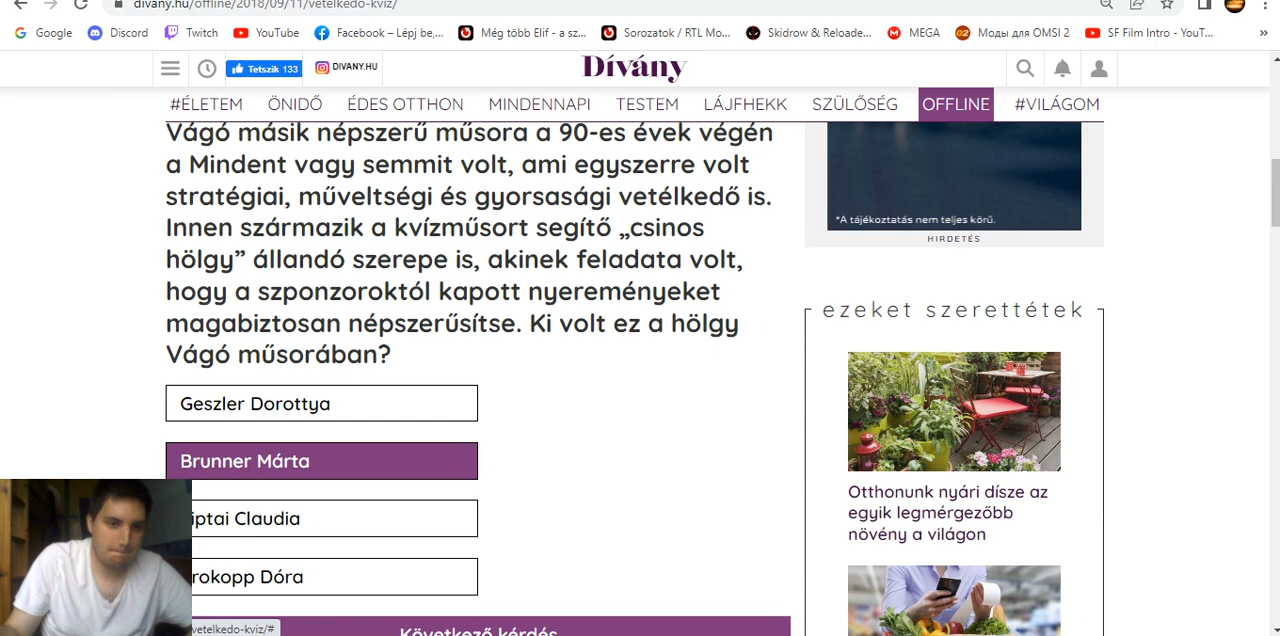 divany.hu/offline/2018/09/11/vetelkedo-kviz/
Google
Discord
Twitch
YouTube
Facebook – Lépj be,...
Még több Elif - a sz...
Sorozatok / RTL Mo...
Skidrow & Reloade...
MEGA
Моды для OMSI 2
SF Film Intro - YouT...
»
Tetszik 133
DIVANY.HU
Dívány
#ÉLETEM
ÖNIDŐ
ÉDES OTTHON
MINDENNAPI
TESTEM
LÁJFHEKK
SZÜLŐSÉG
OFFLINE
#VILÁGOM
Vágó másik népszerű műsora a 90-es évek végén
a Mindent vagy semmit volt, ami egyszerre volt
stratégiai, műveltségi és gyorsasági vetélkedő is.
Innen származik a kvízműsort segítő „csinos
hölgy” állandó szerepe is, akinek feladata volt,
hogy a szponzoroktól kapott nyereményeket
magabiztosan népszerűsítse. Ki volt ez a hölgy
Vágó műsorában?
Geszler Dorottya
Brunner Márta
iptai Claudia
rokopp Dóra
Következő kérdés
vetelkedo-kviz/#
*A tájékoztatás nem teljes körű.
HIRDETÉS
ezeket szerettétek
Otthonunk nyári dísze az
egyik legmérgezőbb
növény a világon